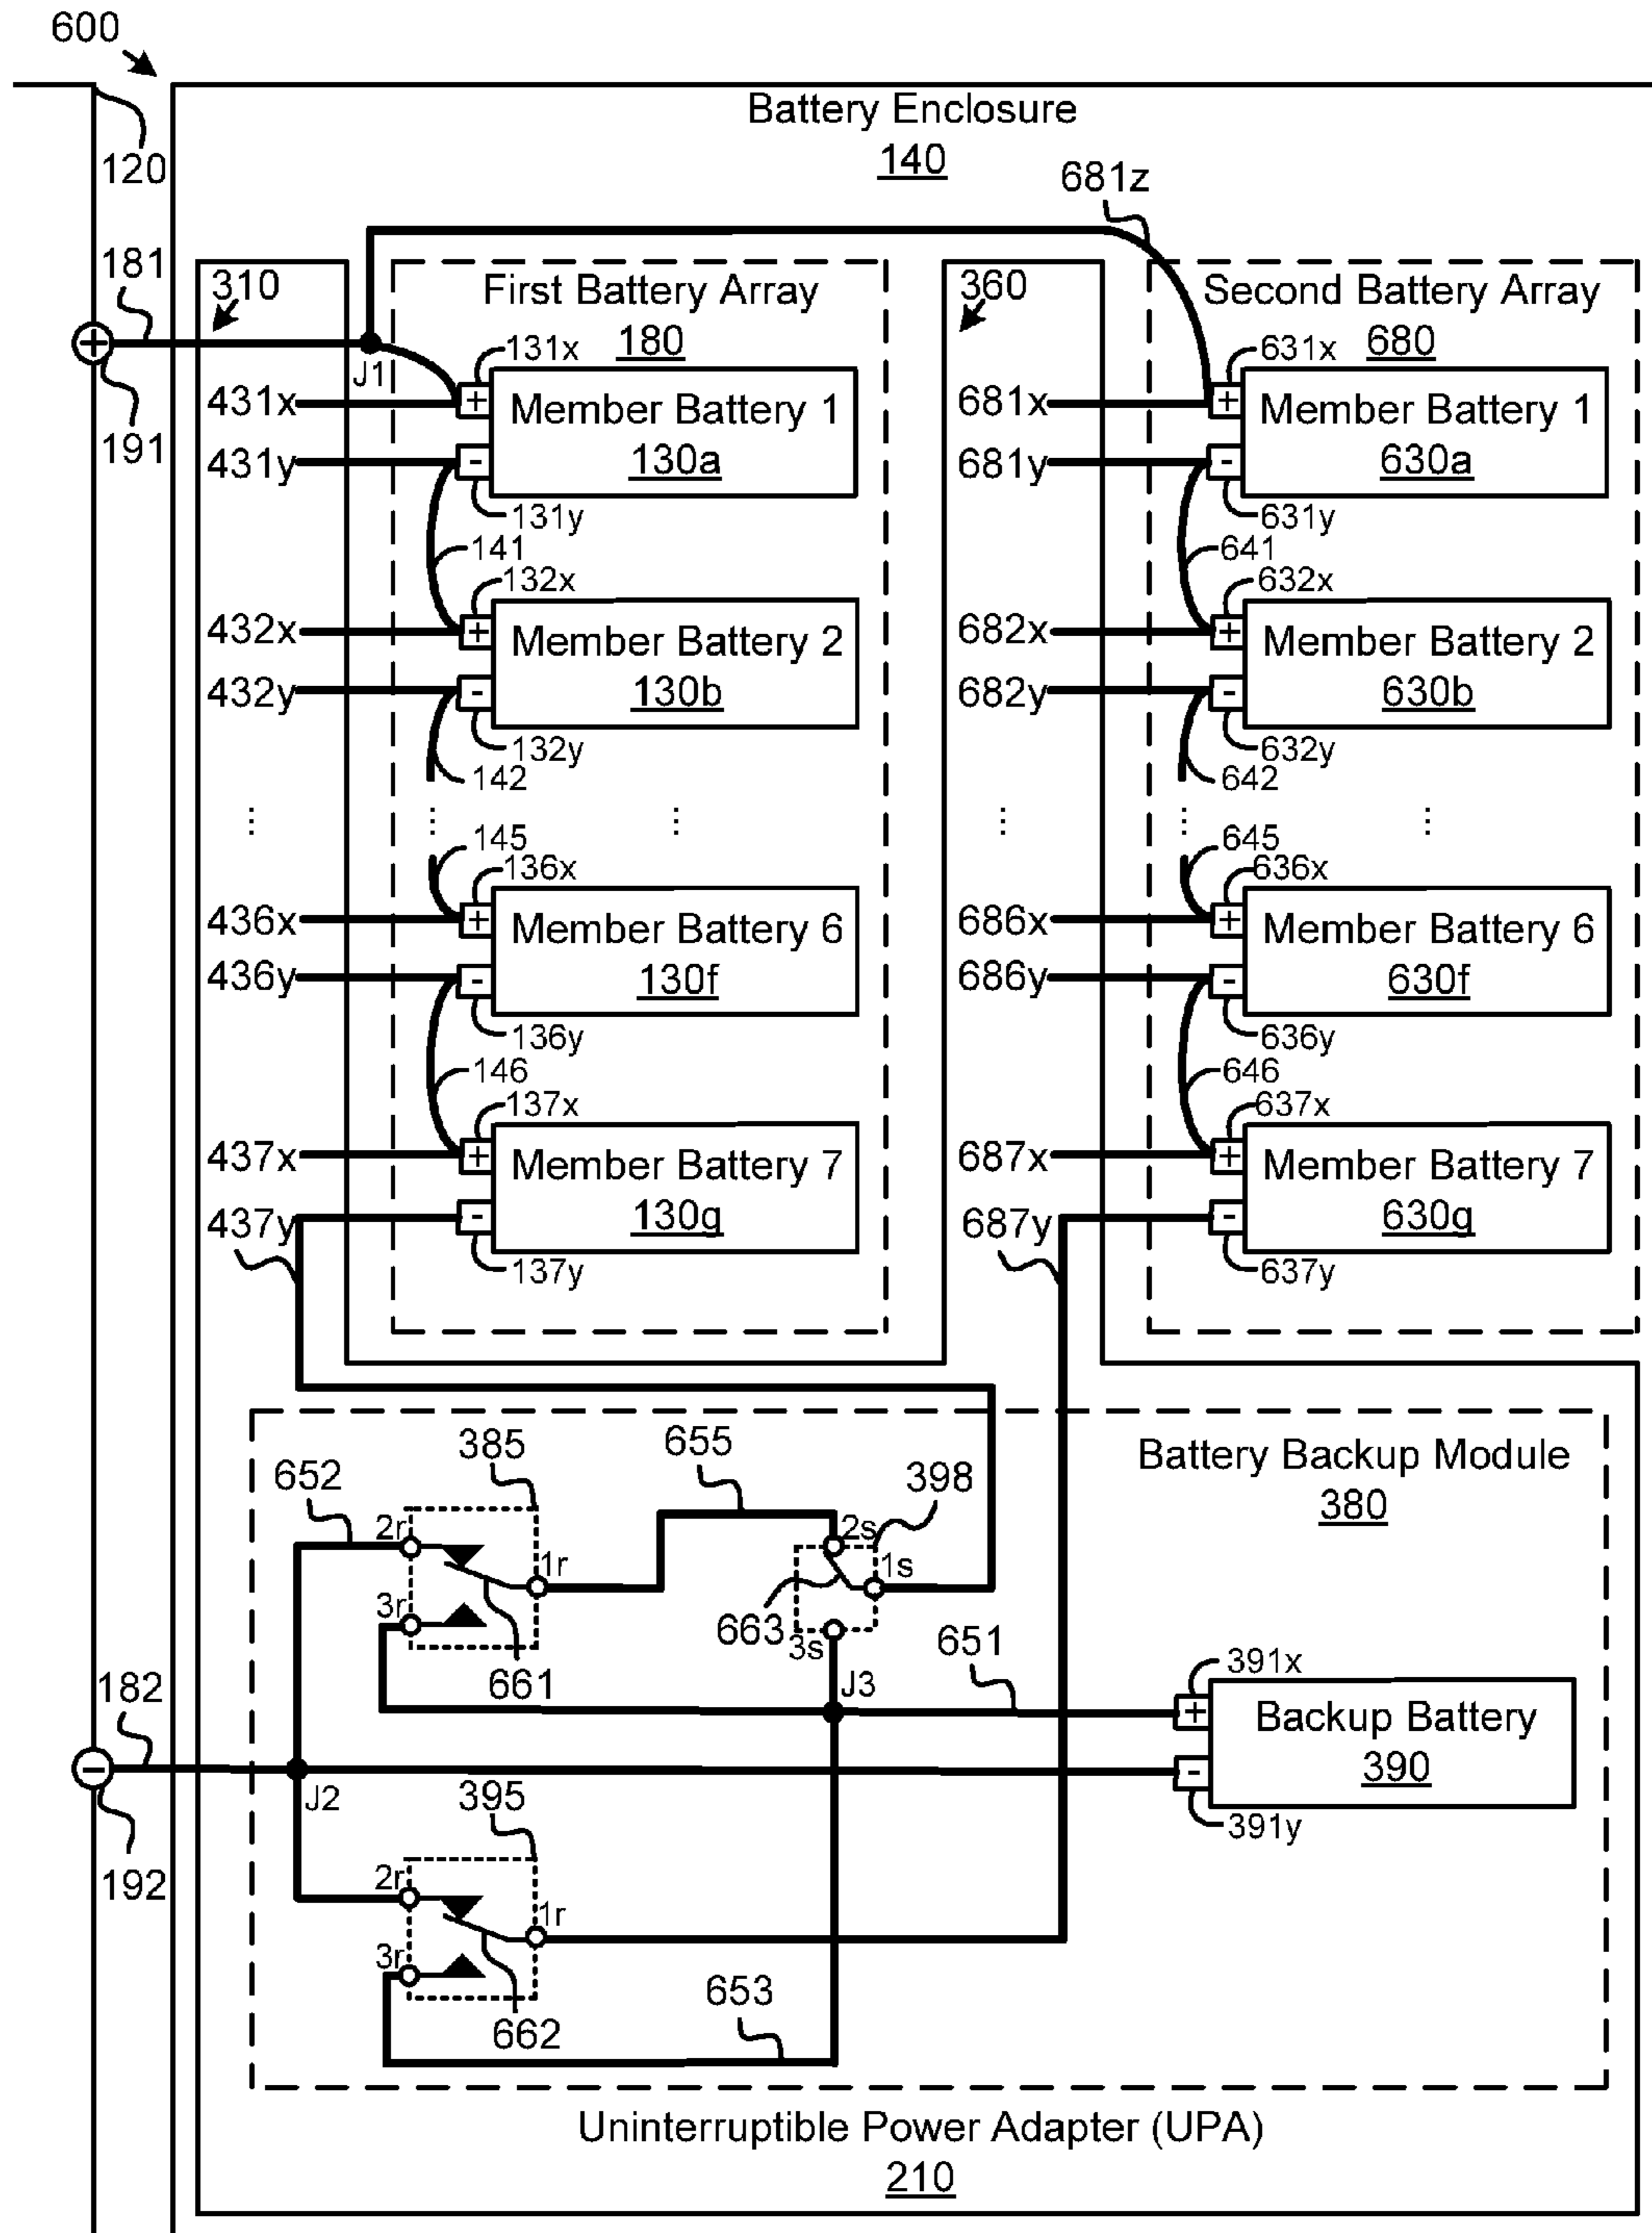 600
Battery Enclosure
140
120
681z
181
310
First Battery Array
180
360
Second Battery Array
680
+
J1
131x
631x
431x
+
Member Battery 1
130a
681x
+
Member Battery 1
630a
191
431y
-
681y
-
131y
631y
141
641
132x
632x
432x
+
Member Battery 2
130b
682x
+
Member Battery 2
630b
432y
-
682y
-
132y
632y
142
642
...
...
...
...
...
...
145
645
136x
636x
436x
+
Member Battery 6
130f
686x
+
Member Battery 6
630f
436y
-
686y
-
136y
636y
146
646
137x
637x
437x
+
Member Battery 7
130g
687x
+
Member Battery 7
630g
437y
-
687y
-
137y
637y
385
655
Battery Backup Module
380
652
398
2r
2s
1r
1s
3r
663
3s
651
661
391x
182
J3
+
Backup Battery
390
-
J2
-
395
391y
192
2r
1r
3r
653
662
Uninterruptible Power Adapter (UPA)
210